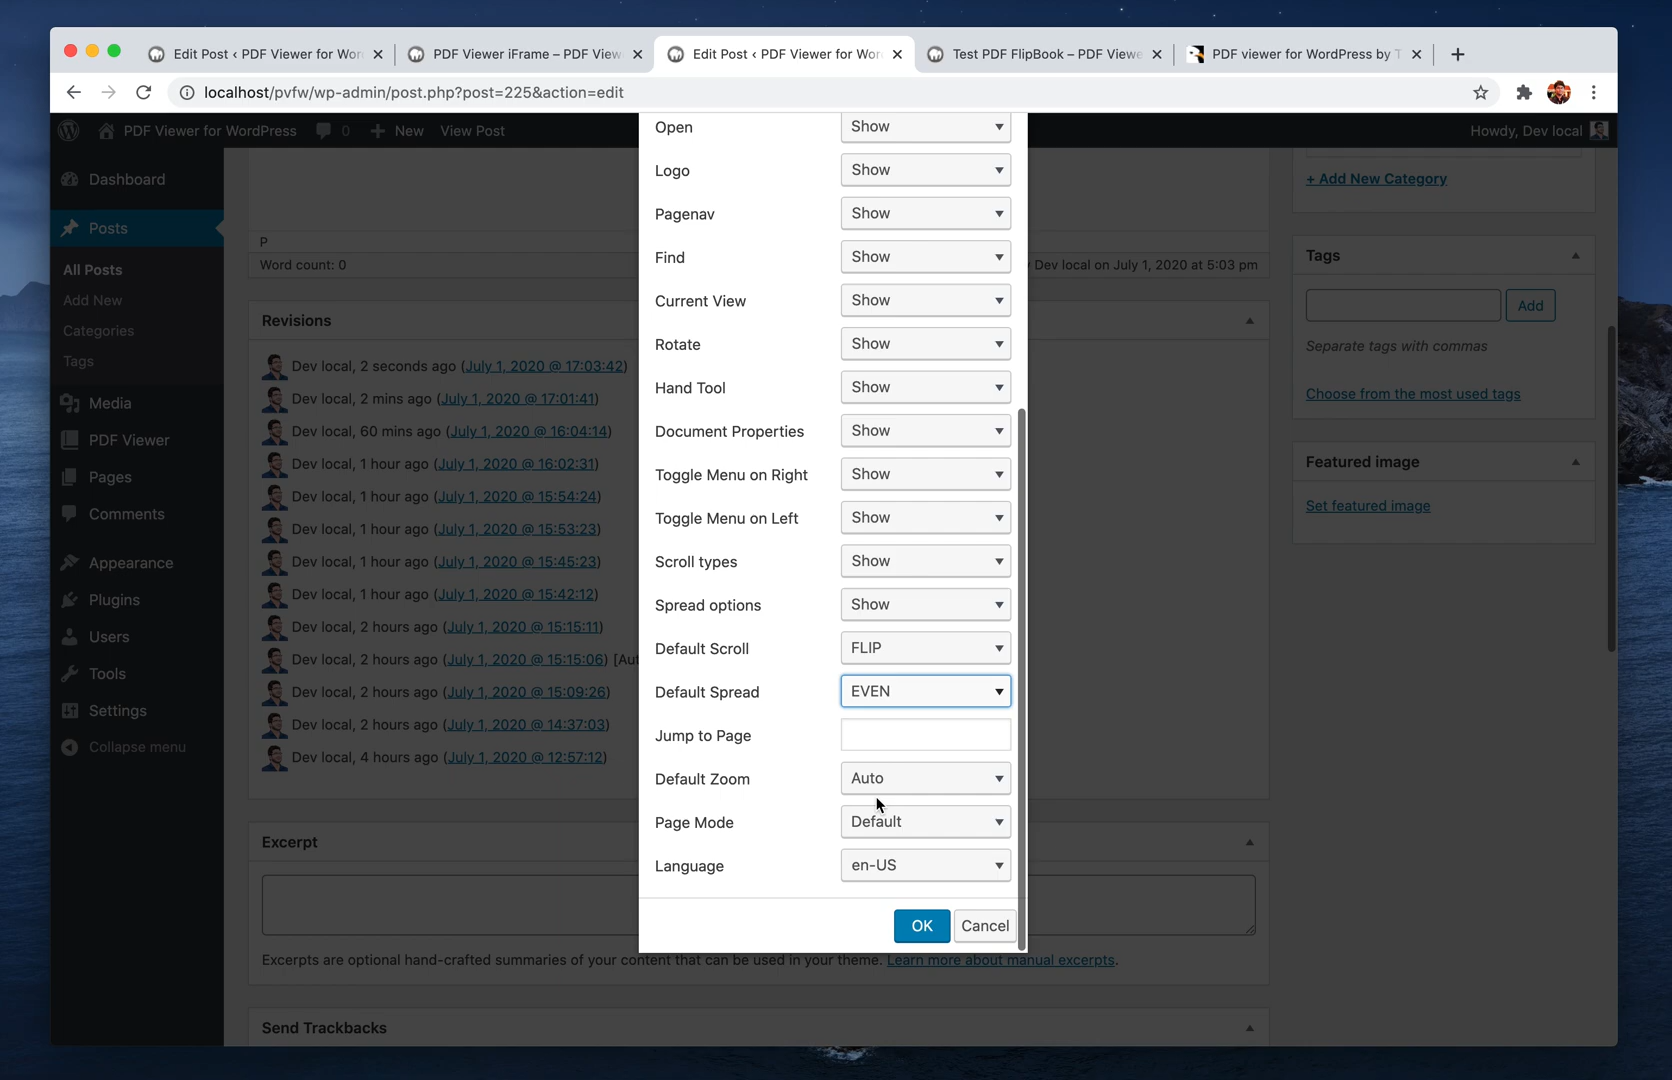 Edit Post ‹ PDF Viewer for Wor
PDF Viewer iFrame – PDF View
Edit Post ‹ PDF Viewer for Wor
Test PDF FlipBook – PDF Viewe
PDF viewer for WordPress by T
localhost/pvfw/wp-admin/post.php?post=225&action=edit
PDF Viewer for WordPress
0
New
View Post
Howdy, Dev local
Dashboard
Posts
All Posts
Add New
Categories
Tags
Media
PDF Viewer
Pages
Comments
Appearance
Plugins
Users
Tools
Settings
Collapse menu
P
Word count: 0
Dev local on July 1, 2020 at 5:03 pm
Revisions
Dev local, 2 seconds ago (July 1, 2020 @ 17:03:42)
Dev local, 2 mins ago (July 1, 2020 @ 17:01:41)
Dev local, 60 mins ago (July 1, 2020 @ 16:04:14)
Dev local, 1 hour ago (July 1, 2020 @ 16:02:31)
Dev local, 1 hour ago (July 1, 2020 @ 15:54:24)
Dev local, 1 hour ago (July 1, 2020 @ 15:53:23)
Dev local, 1 hour ago (July 1, 2020 @ 15:45:23)
Dev local, 1 hour ago (July 1, 2020 @ 15:42:12)
Dev local, 2 hours ago (July 1, 2020 @ 15:15:11)
Dev local, 2 hours ago (July 1, 2020 @ 15:15:06) [Aut
Dev local, 2 hours ago (July 1, 2020 @ 15:09:26)
Dev local, 2 hours ago (July 1, 2020 @ 14:37:03)
Dev local, 4 hours ago (July 1, 2020 @ 12:57:12)
Excerpt
Excerpts are optional hand-crafted summaries of your content that can be used in your theme. Learn more about manual excerpts.
Send Trackbacks
Open Show
Logo Show
Pagenav Show
Find Show
Current View Show
Rotate Show
Hand Tool Show
Document Properties Show
Toggle Menu on Right Show
Toggle Menu on Left Show
Scroll types Show
Spread options Show
Default Scroll FLIP
Default Spread EVEN
Jump to Page
Default Zoom Auto
Page Mode Default
Language en-US
OK Cancel
+ Add New Category
Tags
Add
Separate tags with commas
Choose from the most used tags
Featured image
Set featured image